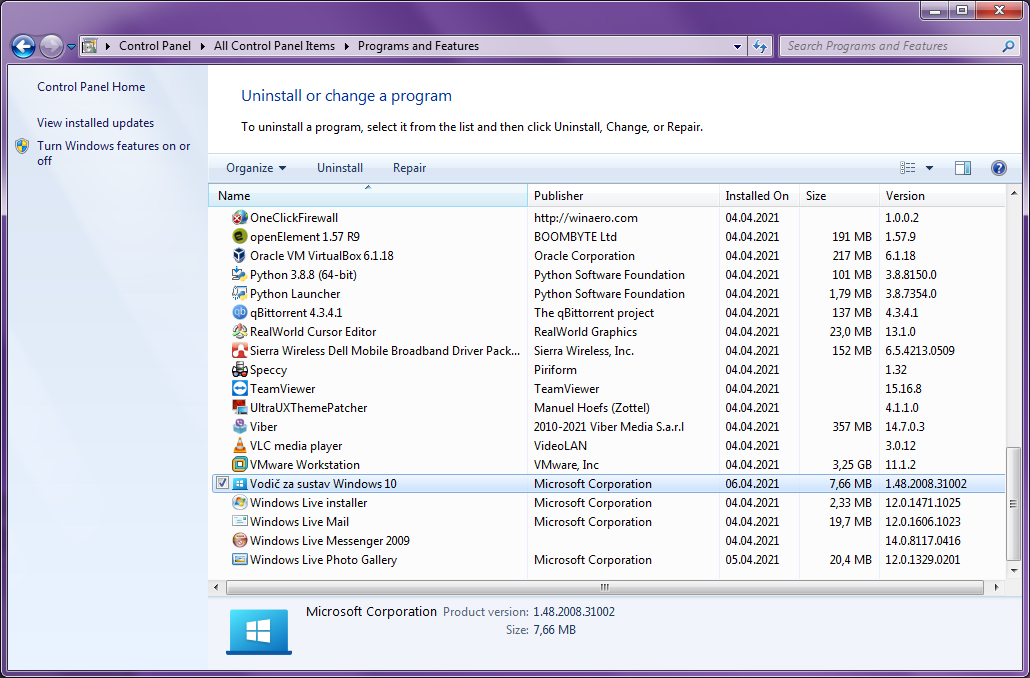 Control Panel All Control Panel Items Programs and Features Search Programs and Features
Control Panel Home
View installed updates
Turn Windows features on or
off
Uninstall or change a program
To uninstall a program, select it from the list and then click Uninstall, Change, or Repair.
Organize Uninstall Repair
Name Publisher Installed On Size Version
OneClickFirewall http://winaero.com 04.04.2021 1.0.0.2
openElement 1.57 R9 BOOMBYTE Ltd 04.04.2021 191 MB 1.57.9
Oracle VM VirtualBox 6.1.18 Oracle Corporation 04.04.2021 217 MB 6.1.18
Python 3.8.8 (64-bit) Python Software Foundation 04.04.2021 101 MB 3.8.8150.0
Python Launcher Python Software Foundation 04.04.2021 1,79 MB 3.8.7354.0
qBittorrent 4.3.4.1 The qBittorrent project 04.04.2021 137 MB 4.3.4.1
RealWorld Cursor Editor RealWorld Graphics 04.04.2021 23,0 MB 13.1.0
Sierra Wireless Dell Mobile Broadband Driver Pack... Sierra Wireless, Inc. 04.04.2021 152 MB 6.5.4213.0509
Speccy Piriform 04.04.2021 1.32
TeamViewer TeamViewer 04.04.2021 15.16.8
UltraUXThemePatcher Manuel Hoefs (Zottel) 04.04.2021 4.1.1.0
Viber 2010-2021 Viber Media S.a.r.l 04.04.2021 357 MB 14.7.0.3
VLC media player VideoLAN 04.04.2021 3.0.12
VMware Workstation VMware, Inc 04.04.2021 3,25 GB 11.1.2
Vodič za sustav Windows 10 Microsoft Corporation 06.04.2021 7,66 MB 1.48.2008.31002
Windows Live installer Microsoft Corporation 04.04.2021 2,33 MB 12.0.1471.1025
Windows Live Mail Microsoft Corporation 04.04.2021 19,7 MB 12.0.1606.1023
Windows Live Messenger 2009 04.04.2021 14.0.8117.0416
Windows Live Photo Gallery Microsoft Corporation 05.04.2021 20,4 MB 12.0.1329.0201
Microsoft Corporation Product version: 1.48.2008.31002
Size: 7,66 MB